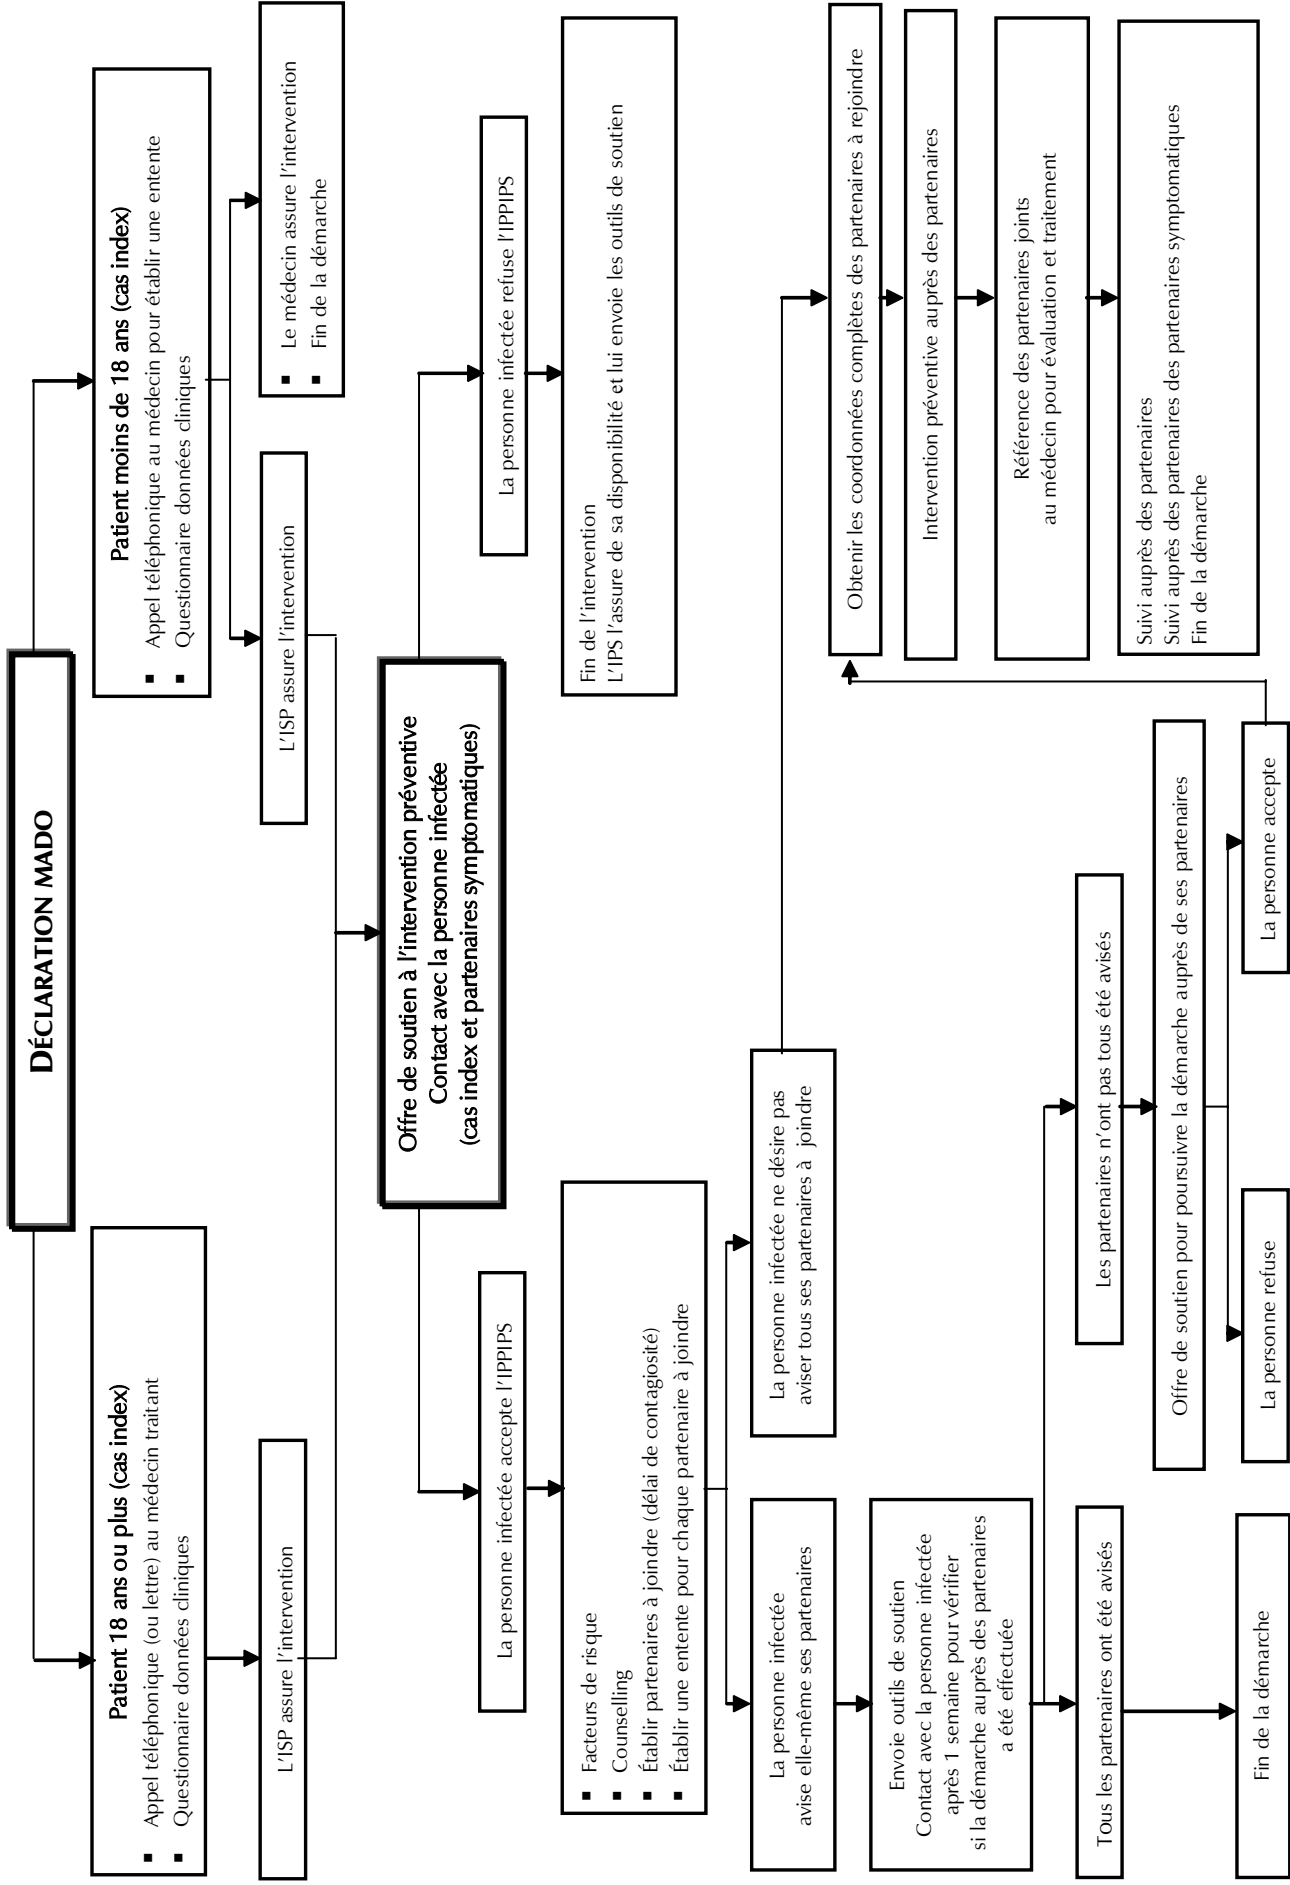 DÉCLARATION MADO
Patient 18 ans ou plus (cas index)
▪ Appel téléphonique (ou lettre) au médecin traitant
▪ Questionnaire données cliniques
Patient moins de 18 ans (cas index)
▪ Appel téléphonique au médecin pour établir une entente
▪ Questionnaire données cliniques
L'ISP assure l'intervention
L'ISP assure l'intervention
▪ Le médecin assure l'intervention
▪ Fin de la démarche
Offre de soutien à l'intervention préventive
Contact avec la personne infectée
(cas index et partenaires symptomatiques)
La personne infectée accepte l'IPPIPS
La personne infectée refuse l'IPPIPS
▪ Facteurs de risque
▪ Counselling
▪ Établir partenaires à joindre (délai de contagiosité)
▪ Établir une entente pour chaque partenaire à joindre
Fin de l'intervention
L'IPS l'assure de sa disponibilité et lui envoie les outils de soutien
La personne infectée
avise elle-même ses partenaires
La personne infectée ne désire pas
aviser tous ses partenaires à joindre
Obtenir les coordonnées complètes des partenaires à rejoindre
Envoie outils de soutien
Contact avec la personne infectée
après 1 semaine pour vérifier
si la démarche auprès des partenaires
a été effectuée
Intervention préventive auprès des partenaires
Référence des partenaires joints
au médecin pour évaluation et traitement
Tous les partenaires ont été avisés
Les partenaires n'ont pas tous été avisés
Suivi auprès des partenaires
Suivi auprès des partenaires des partenaires symptomatiques
Fin de la démarche
Offre de soutien pour poursuivre la démarche auprès de ses partenaires
Fin de la démarche
La personne refuse
La personne accepte